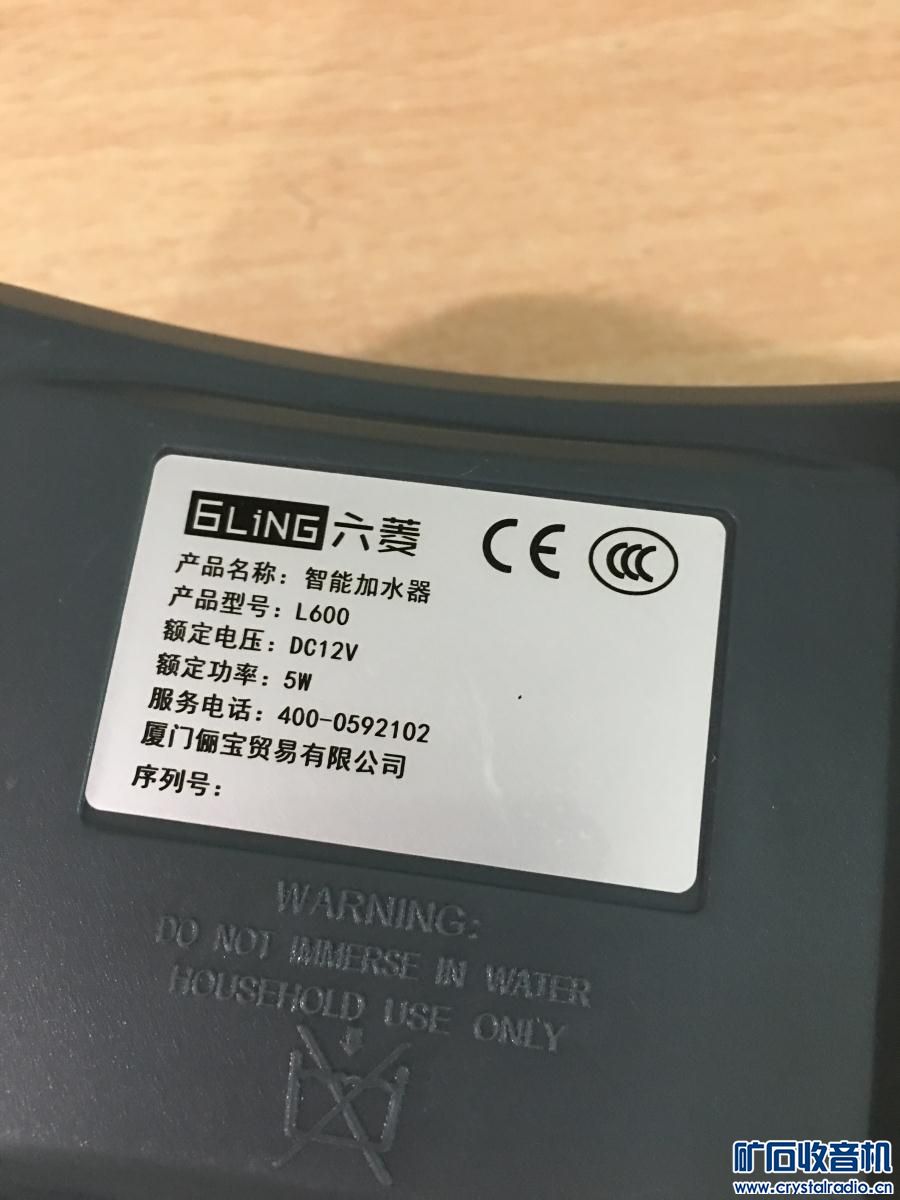 6LiNG 六菱 CE CCC
产品名称：智能加水器
产品型号：L600
额定电压：DC12V
额定功率：5W
服务电话：400-0592102
厦门俪宝贸易有限公司
序列号：
WARNING:
DO NOT IMMERSE IN WATER
HOUSEHOLD USE ONLY
矿石收音机
www.crystalradio.cn